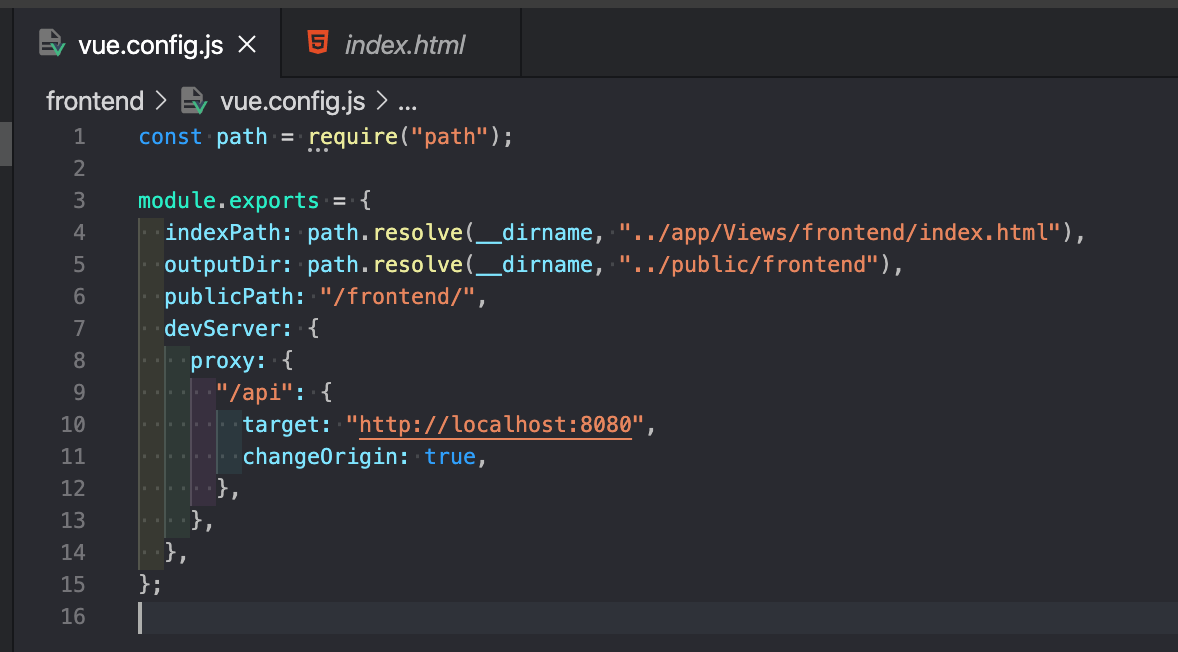 vue.config.js
index.html
frontend > vue.config.js > ...
1 const path = require("path");
2
3 module.exports = {
4   indexPath: path.resolve(__dirname, "../app/Views/frontend/index.html"),
5   outputDir: path.resolve(__dirname, "../public/frontend"),
6   publicPath: "/frontend/",
7   devServer: {
8     proxy: {
9       "/api": {
10         target: "http://localhost:8080",
11         changeOrigin: true,
12       },
13     },
14   },
15 };
16